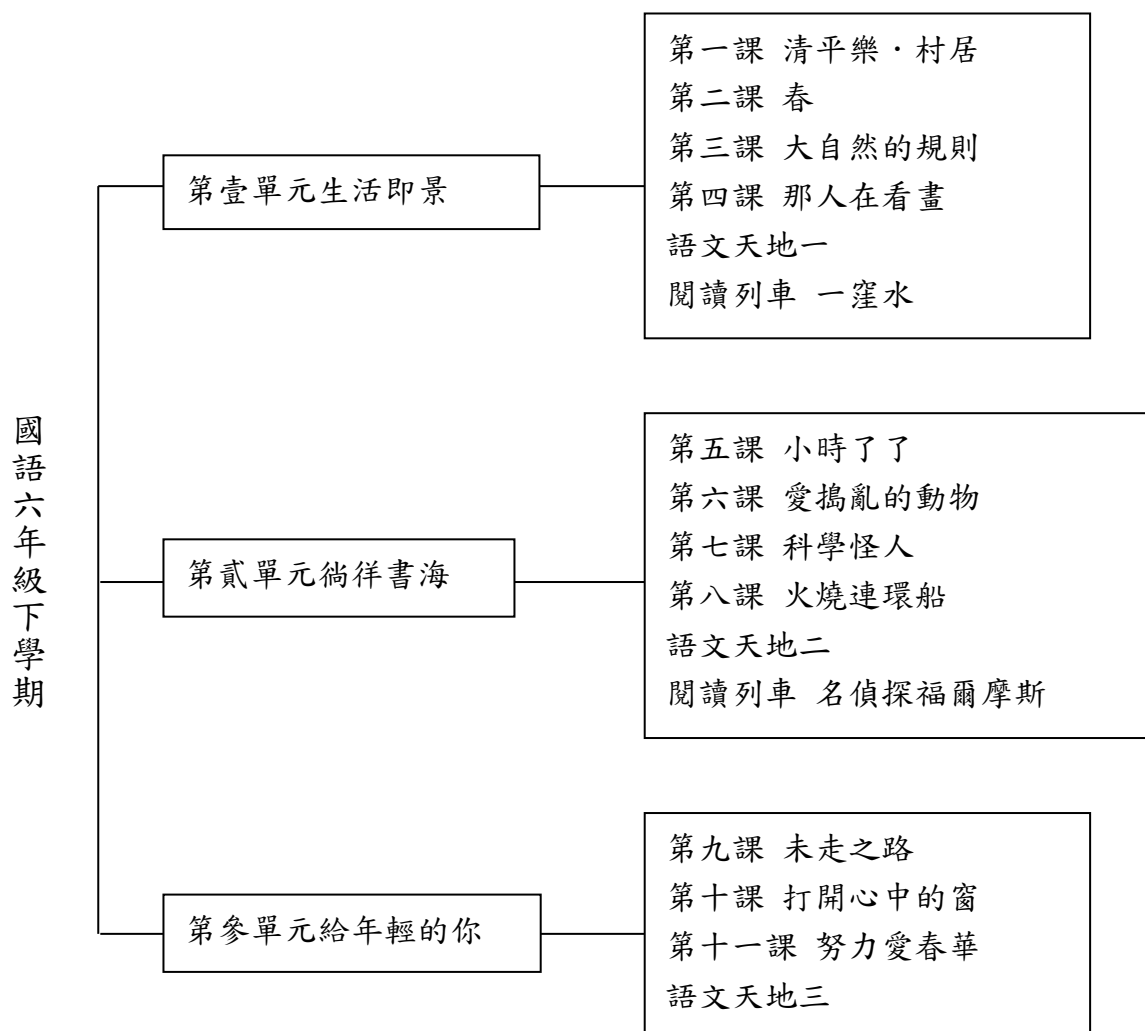 國語六年級下學期
第壹單元生活即景
第一課 清平樂．村居
第二課 春
第三課 大自然的規則
第四課 那人在看畫
語文天地一
閱讀列車 一窪水
第貳單元徜徉書海
第五課 小時了了
第六課 愛搗亂的動物
第七課 科學怪人
第八課 火燒連環船
語文天地二
閱讀列車 名偵探福爾摩斯
第參單元給年輕的你
第九課 未走之路
第十課 打開心中的窗
第十一課 努力愛春華
語文天地三